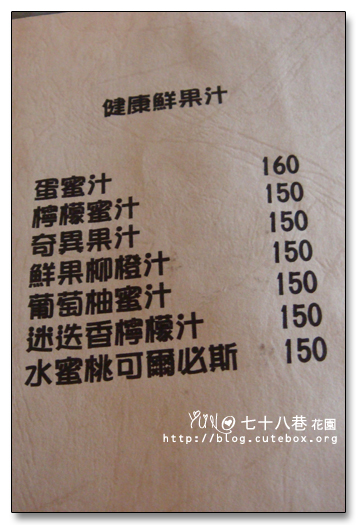 健康鮮果汁
蛋蜜汁 160
檸檬蜜汁 150
奇異果汁 150
鮮果柳橙汁 150
葡萄柚蜜汁 150
迷迭香檸檬汁 150
水蜜桃可爾必思 150
YUN@七十八巷花園
http://blog.cutebox.org